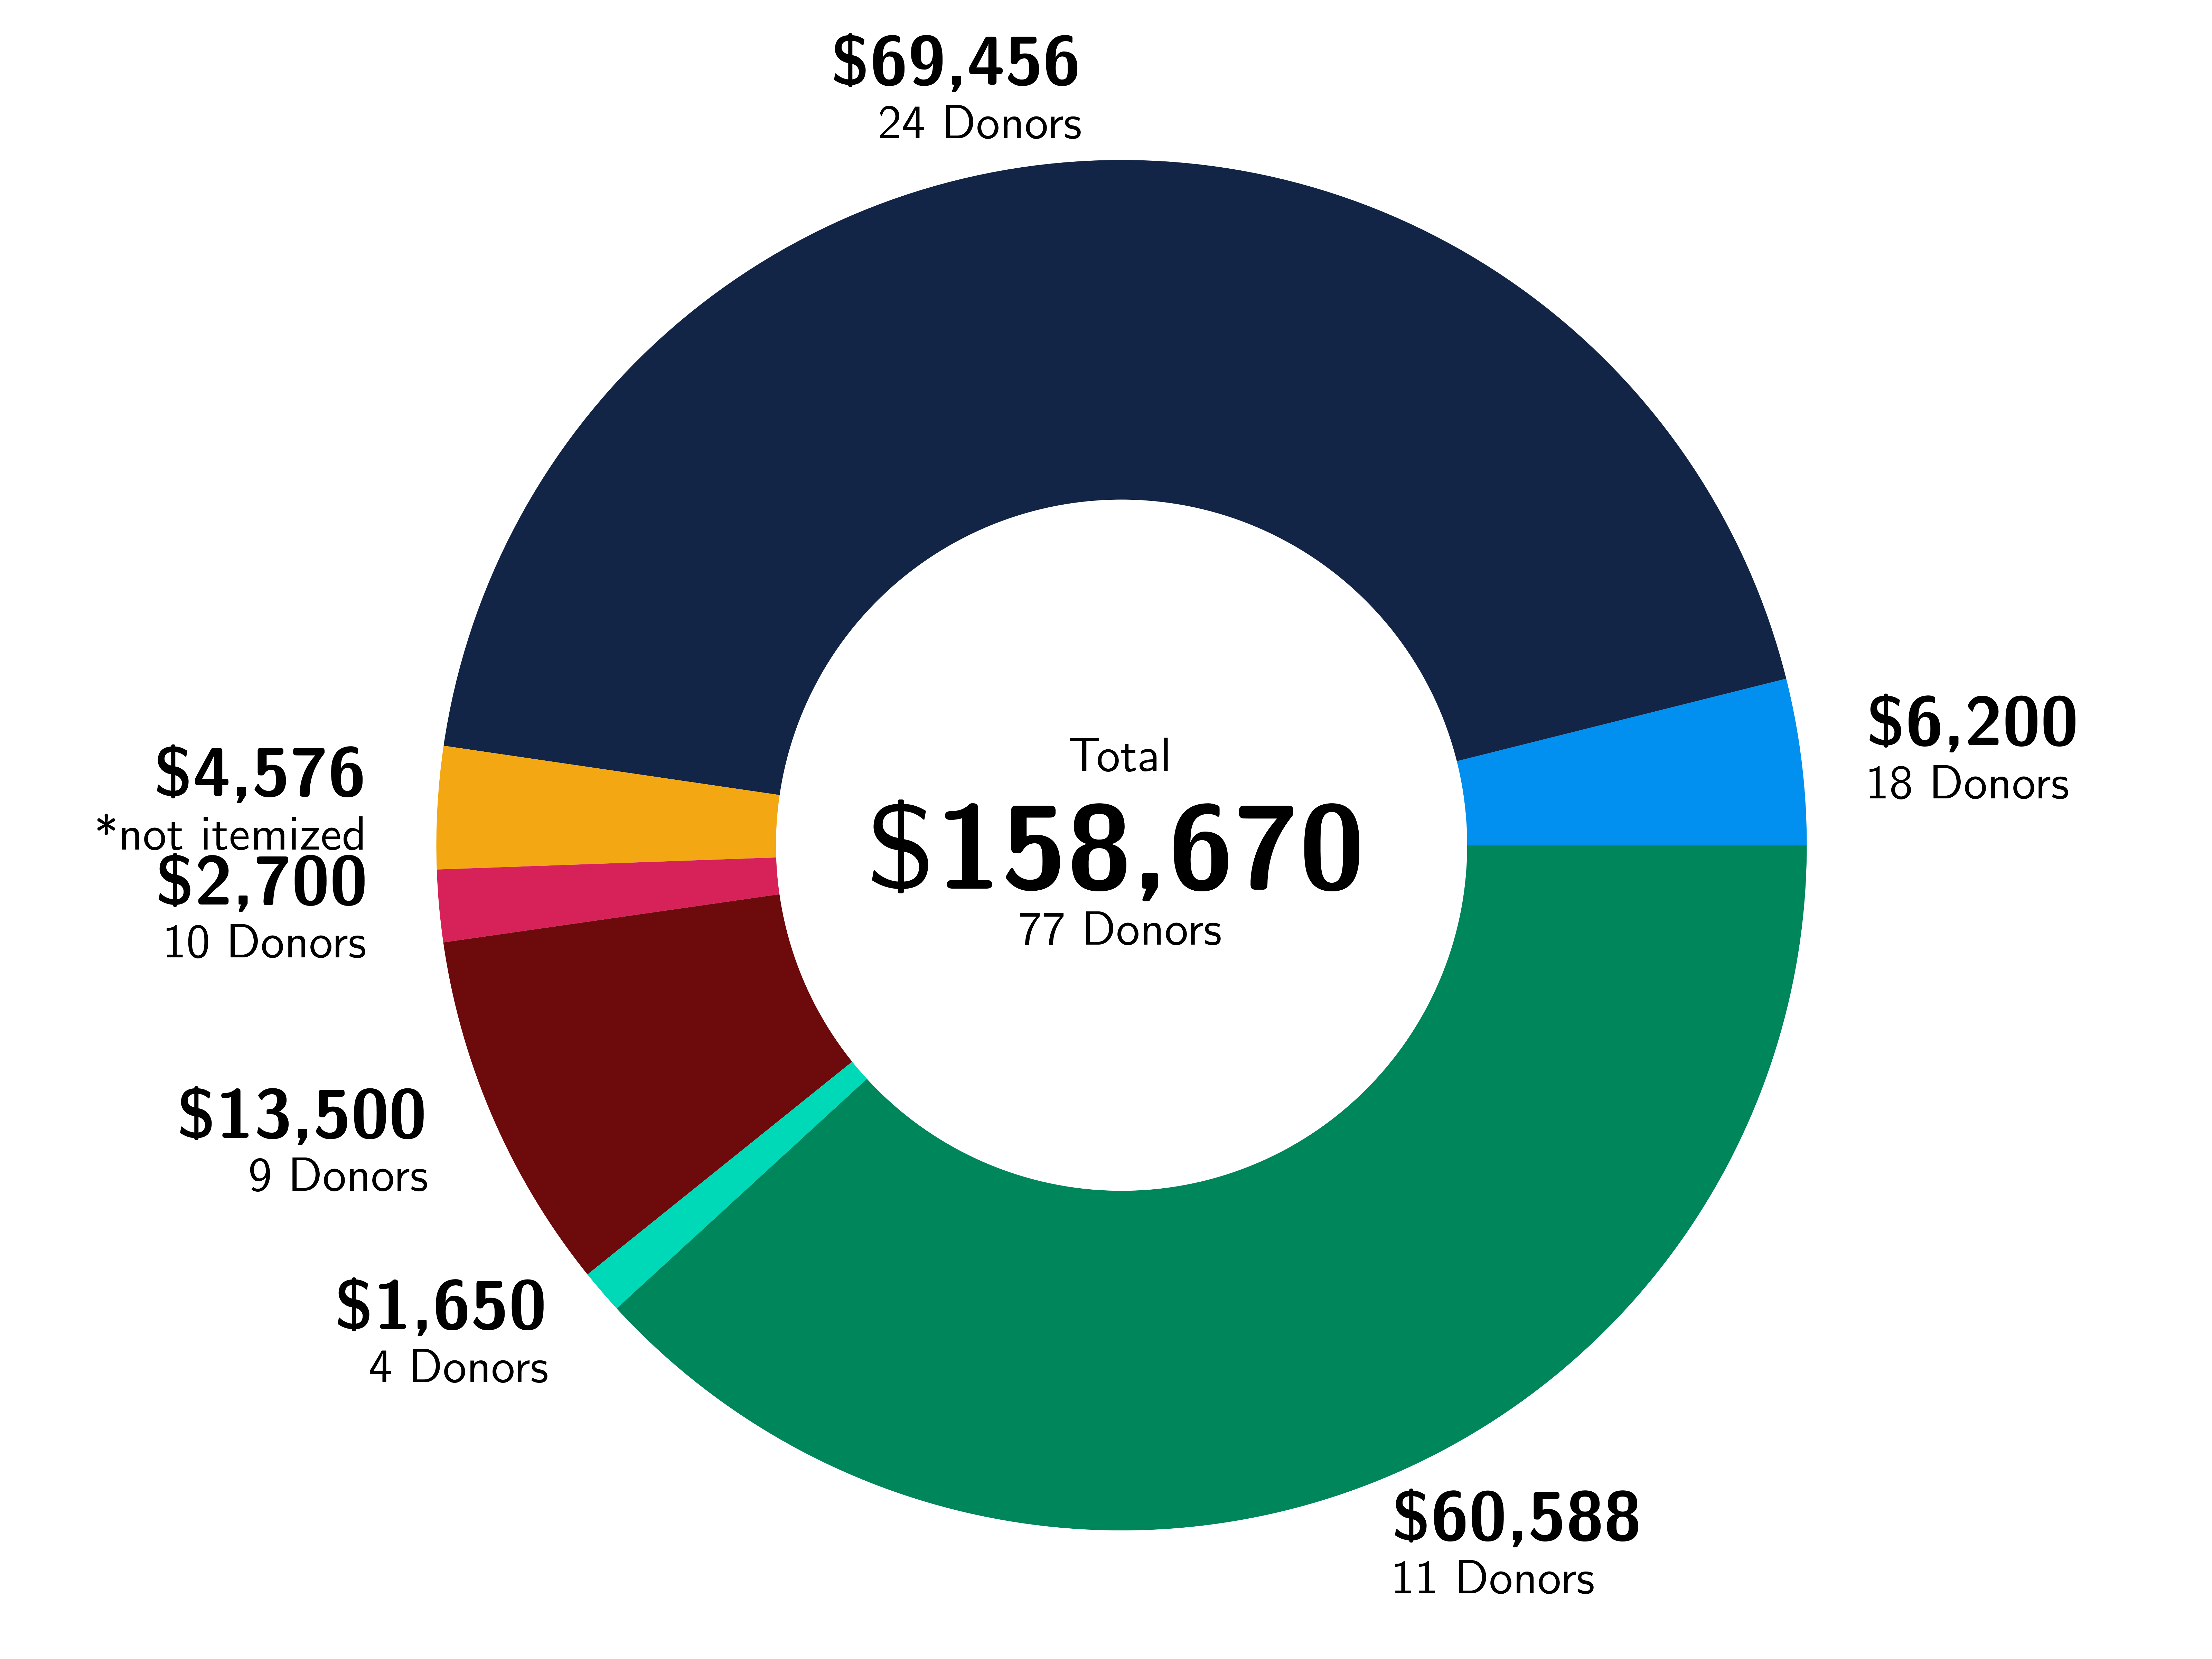 $69,456
24 Donors
$6,200
18 Donors
Total
$158,670
77 Donors
$4,576
*not itemized
$2,700
10 Donors
$13,500
9 Donors
$1,650
4 Donors
$60,588
11 Donors